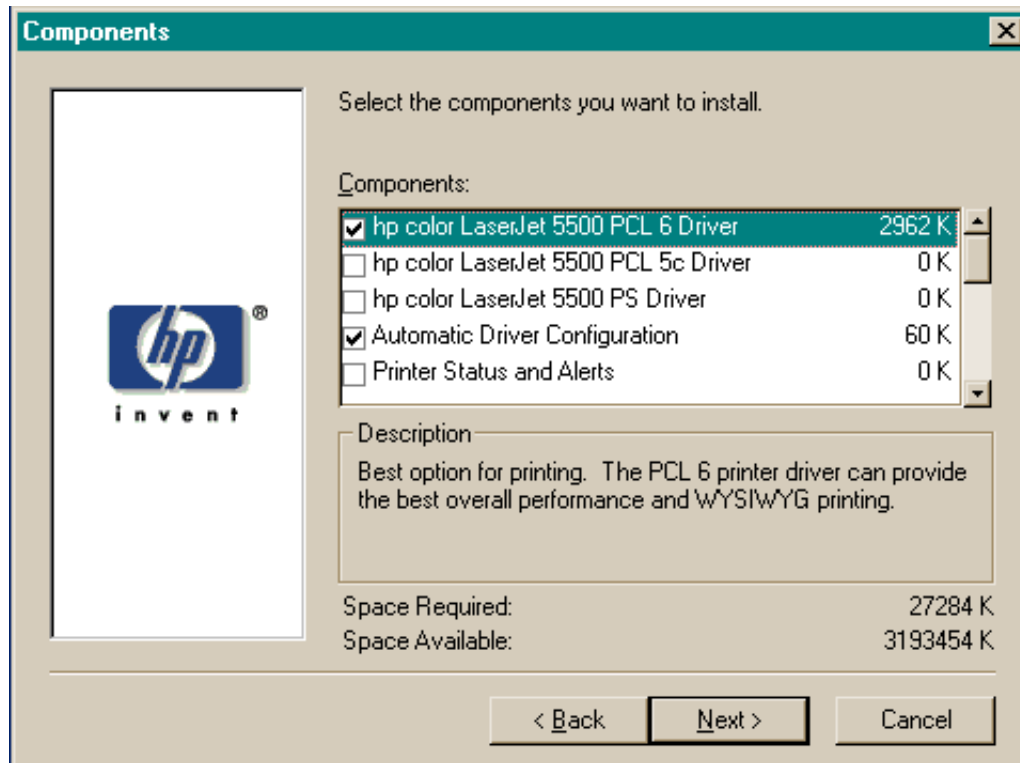 Components
Select the components you want to install.
Components:
hp color LaserJet 5500 PCL 6 Driver 2962 K
hp color LaserJet 5500 PCL 5c Driver 0 K
hp color LaserJet 5500 PS Driver 0 K
Automatic Driver Configuration 60 K
Printer Status and Alerts 0 K
hp ®
invent
Description
Best option for printing. The PCL 6 printer driver can provide
the best overall performance and WYSIWYG printing.
Space Required: 27284 K
Space Available: 3193454 K
< Back Next > Cancel